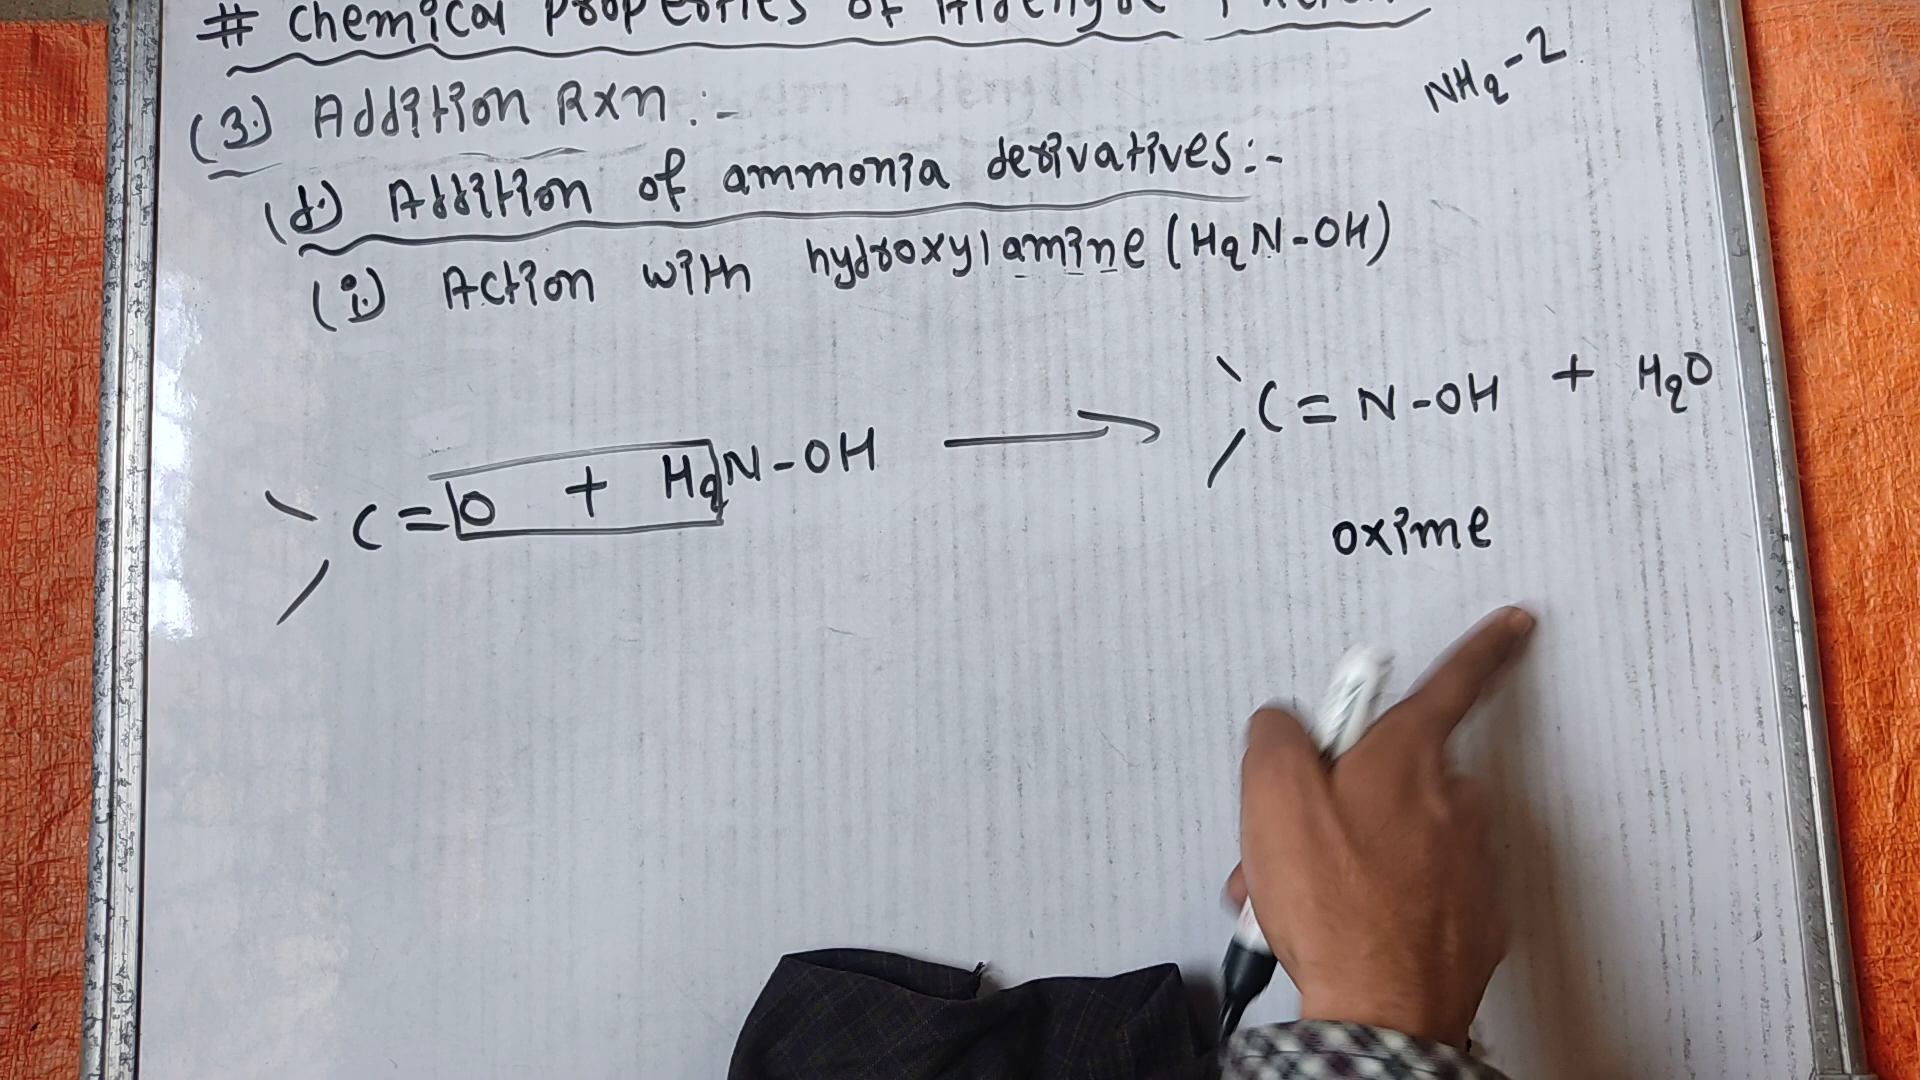 # Chemical Properties of Aldehyde
(3.) Addition Rxn :-
NH2-Z
(d.) Addition of ammonia derivatives:-
(i.) Action with hydroxylamine (H2N-OH)
C=O + H2N-OH → C=N-OH + H2O
oxime